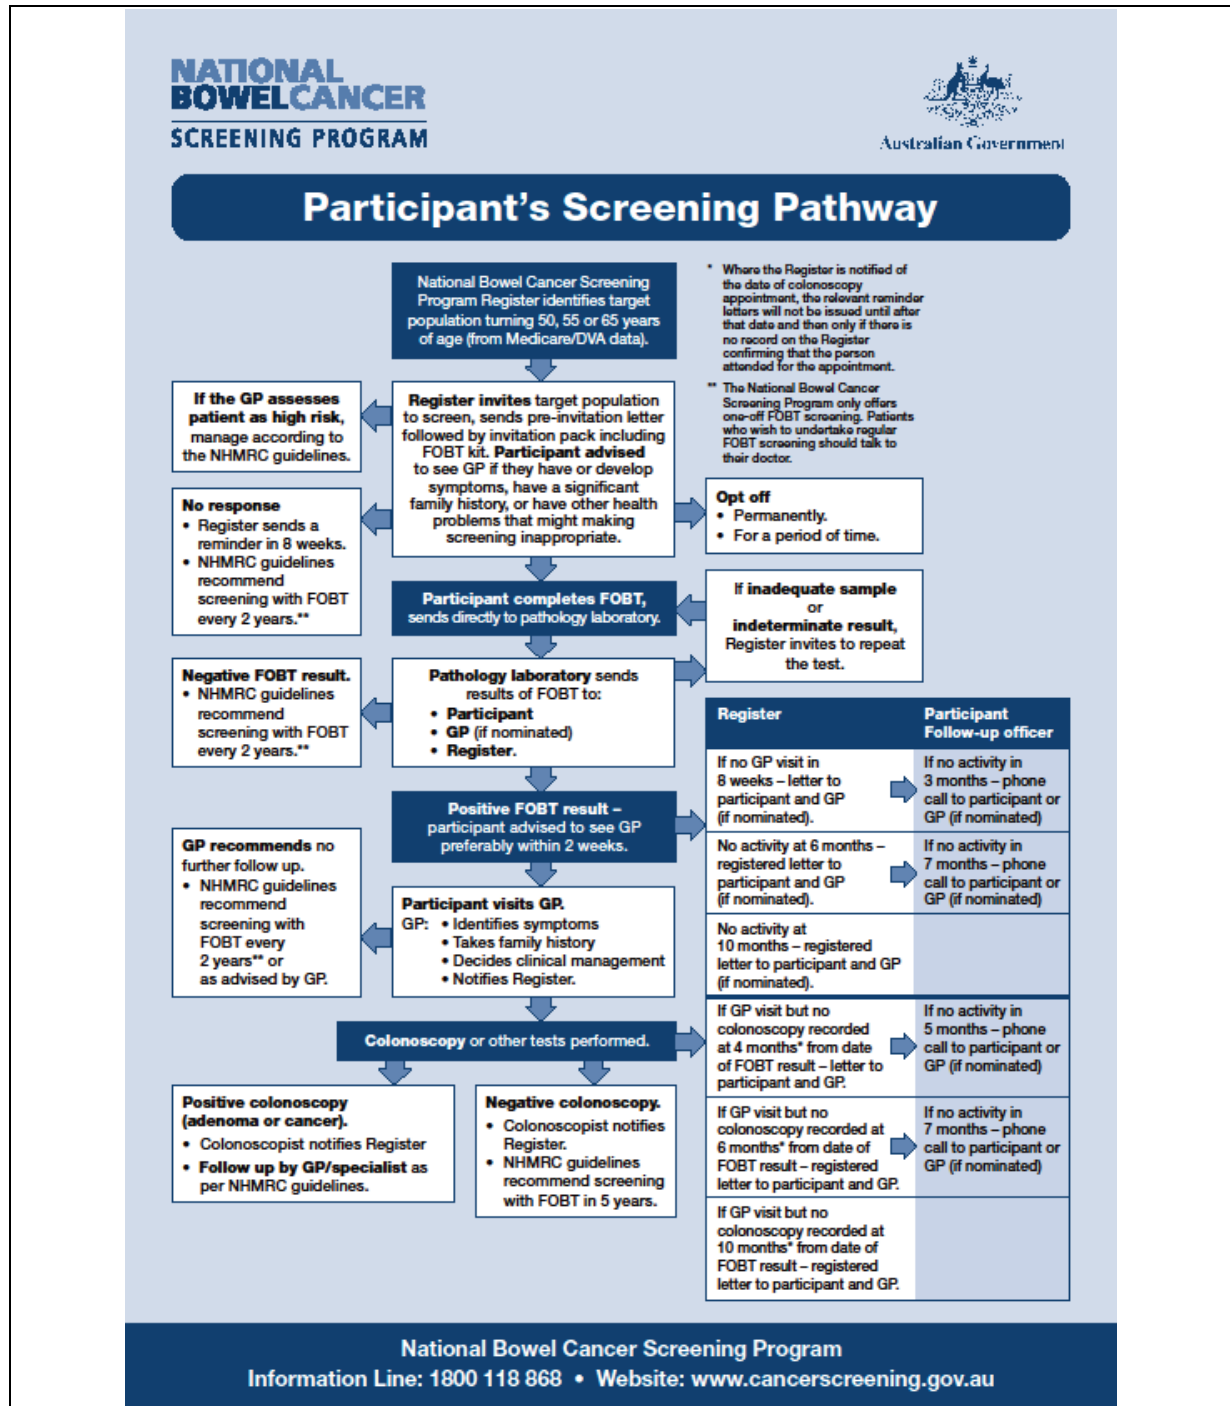 NATIONAL
BOWELCANCER
SCREENING PROGRAM
Australian Government
Participant's Screening Pathway
National Bowel Cancer Screening
Program Register identifies target
population turning 50, 55 or 65 years
of age (from Medicare/DVA data).
* Where the Register is notified of
the date of colonoscopy
appointment, the relevant reminder
letters will not be issued until after
that date and then only if there is
no record on the Register
confirming that the person
attended for the appointment.
** The National Bowel Cancer
Screening Program only offers
one-off FOBT screening. Patients
who wish to undertake regular
FOBT screening should talk to
their doctor.
If the GP assesses
patient as high risk,
manage according to
the NHMRC guidelines.
Register invites target population
to screen, sends pre-invitation letter
followed by invitation pack including
FOBT kit. Participant advised
to see GP if they have or develop
symptoms, have a significant
family history, or have other health
problems that might making
screening inappropriate.
No response
• Register sends a
reminder in 8 weeks.
• NHMRC guidelines
recommend
screening with FOBT
every 2 years.**
Opt off
• Permanently.
• For a period of time.
Participant completes FOBT,
sends directly to pathology laboratory.
If inadequate sample
or
indeterminate result,
Register invites to repeat
the test.
Negative FOBT result.
• NHMRC guidelines
recommend
screening with FOBT
every 2 years.**
Pathology laboratory sends
results of FOBT to:
• Participant
• GP (if nominated)
• Register.
Positive FOBT result –
participant advised to see GP
preferably within 2 weeks.
GP recommends no
further follow up.
• NHMRC guidelines
recommend
screening with
FOBT every
2 years** or
as advised by GP.
Participant visits GP.
GP: • Identifies symptoms
• Takes family history
• Decides clinical management
• Notifies Register.
Colonoscopy or other tests performed.
Positive colonoscopy
(adenoma or cancer).
• Colonoscopist notifies Register
• Follow up by GP/specialist as
per NHMRC guidelines.
Negative colonoscopy.
• Colonoscopist notifies
Register.
• NHMRC guidelines
recommend screening
with FOBT in 5 years.
Register
Participant
Follow-up officer
If no GP visit in
8 weeks – letter to
participant and GP
(if nominated).
If no activity in
3 months – phone
call to participant or
GP (if nominated)
No activity at 6 months –
registered letter to
participant and GP
(if nominated).
If no activity in
7 months – phone
call to participant or
GP (if nominated)
No activity at
10 months – registered
letter to participant and GP
(if nominated).
If GP visit but no
colonoscopy recorded
at 4 months* from date
of FOBT result – letter to
participant and GP.
If no activity in
5 months – phone
call to participant or
GP (if nominated)
If GP visit but no
colonoscopy recorded at
6 months* from date of
FOBT result – registered
letter to participant and GP.
If no activity in
7 months – phone
call to participant or
GP (if nominated)
If GP visit but no
colonoscopy recorded at
10 months* from date of
FOBT result – registered
letter to participant and GP.
National Bowel Cancer Screening Program
Information Line: 1800 118 868 • Website: www.cancerscreening.gov.au